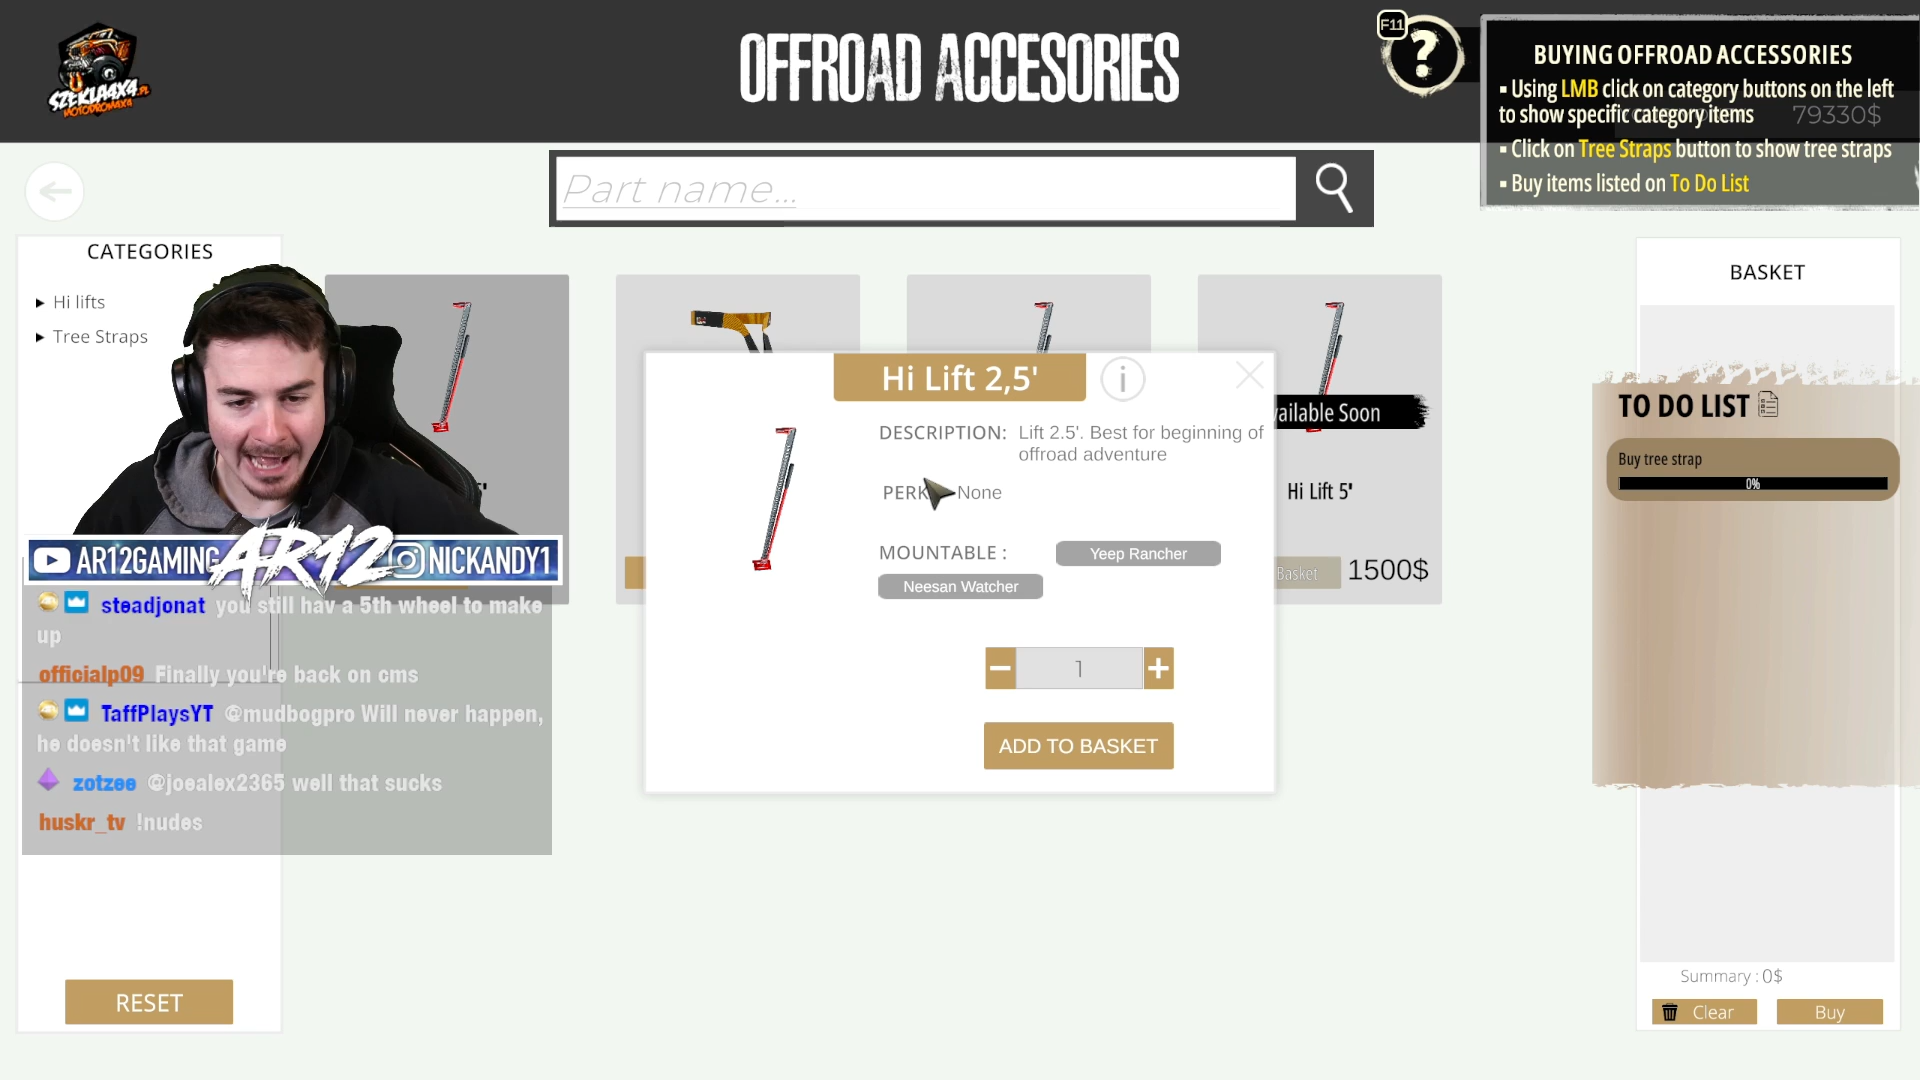 SZEKLA4X4.PL
MOTODROM4X4
OFFROAD ACCESORIES
F11
?
BUYING OFFROAD ACCESSORIES
▪ Using LMB click on category buttons on the left
to show specific category items
79330$
▪ Click on Tree Straps button to show tree straps
▪ Buy items listed on To Do List
Part name...
CATEGORIES
▶ Hi lifts
▶ Tree Straps
Hi Lift 2,5'
i
DESCRIPTION: Lift 2.5'. Best for beginning of
offroad adventure
PERK None
MOUNTABLE :
Yeep Rancher
Neesan Watcher
1
ADD TO BASKET
vailable Soon
Hi Lift 5'
Basket
1500$
BASKET
TO DO LIST
Buy tree strap
0%
Summary : 0$
Clear
Buy
AR12GAMING
AR12
NICKANDY1
steadjonat you still hav a 5th wheel to make
up
officialp09 Finally you're back on cms
TaffPlaysYT @mudbogpro Will never happen,
he doesn't like that game
zotzee @joealex2365 well that sucks
huskr_tv !nudes
RESET